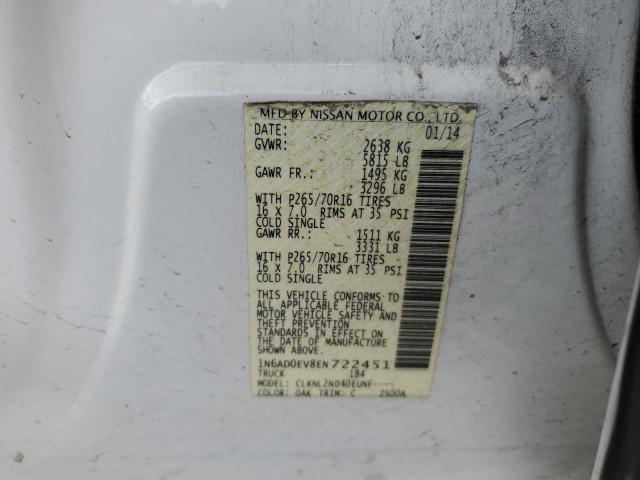 MFD BY NISSAN MOTOR CO., LTD.
DATE: 01/14
GVWR: 2638 KG
5815 LB
GAWR FR.: 1495 KG
3296 LB
WITH P265/70R16 TIRES
16 X 7.0 RIMS AT 35 PSI
COLD SINGLE
GAWR RR.: 1511 KG
3331 LB
WITH P265/70R16 TIRES
16 X 7.0 RIMS AT 35 PSI
COLD SINGLE
THIS VEHICLE CONFORMS TO
ALL APPLICABLE FEDERAL
MOTOR VEHICLE SAFETY AND
THEFT PREVENTION
STANDARDS IN EFFECT ON
THE DATE OF MANUFACTURE
SHOWN ABOVE.
1N6AD0EV8EN722451
TRUCK 184
MODEL: CLKNLZND40EUNF----
COLOR: QAK TRIM: C 2500A